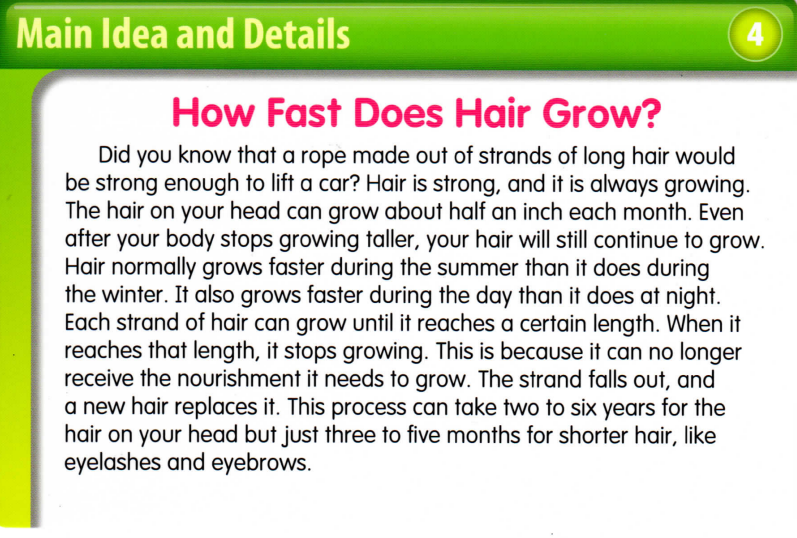 Main Idea and Details
4
How Fast Does Hair Grow?
Did you know that a rope made out of strands of long hair would
be strong enough to lift a car? Hair is strong, and it is always growing.
The hair on your head can grow about half an inch each month. Even
after your body stops growing taller, your hair will still continue to grow.
Hair normally grows faster during the summer than it does during
the winter. It also grows faster during the day than it does at night.
Each strand of hair can grow until it reaches a certain length. When it
reaches that length, it stops growing. This is because it can no longer
receive the nourishment it needs to grow. The strand falls out, and
a new hair replaces it. This process can take two to six years for the
hair on your head but just three to five months for shorter hair, like
eyelashes and eyebrows.